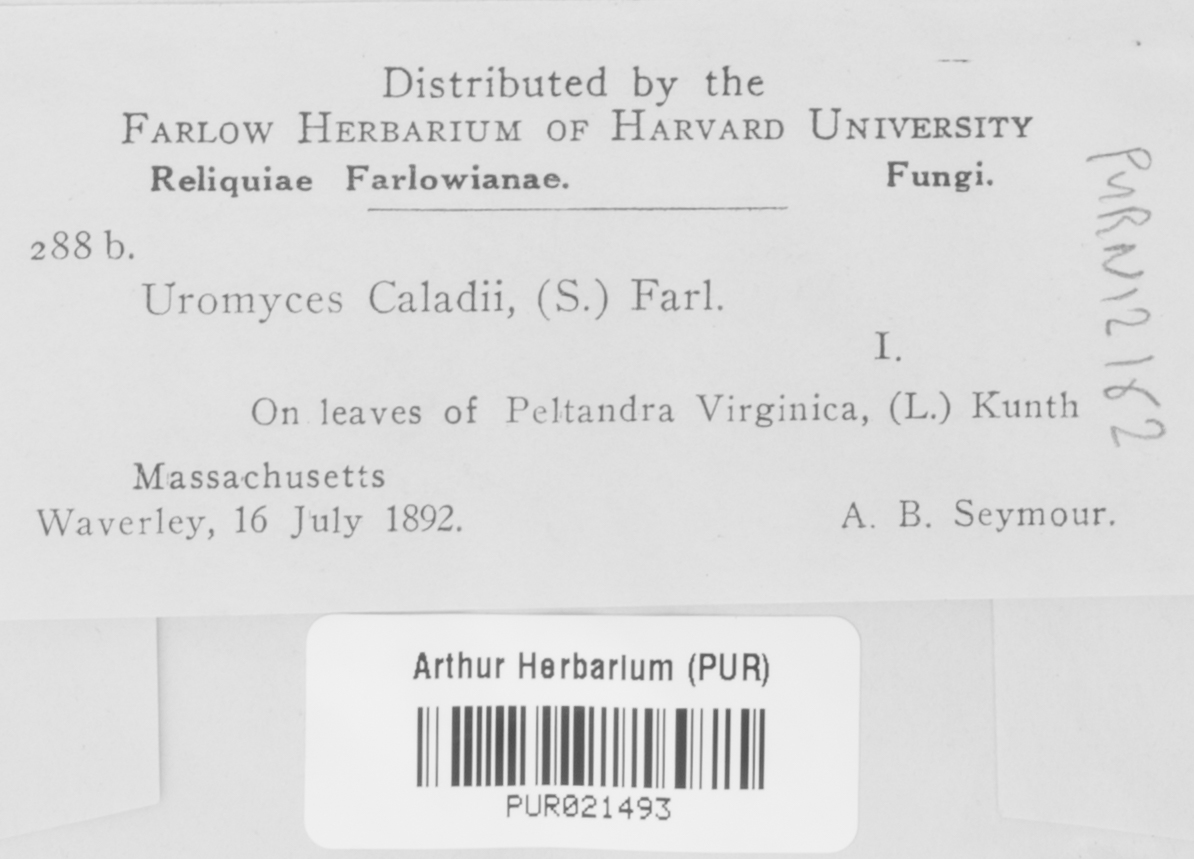 Distributed by the
FARLOW HERBARIUM OF HARVARD UNIVERSITY
Reliquiae Farlowianae. Fungi.
288 b.
Uromyces Caladii, (S.) Farl.
I.
On leaves of Peltandra Virginica, (L.) Kunth
Massachusetts
Waverley, 16 July 1892. A. B. Seymour.
PURN12162
Arthur Herbarium (PUR)
PUR021493